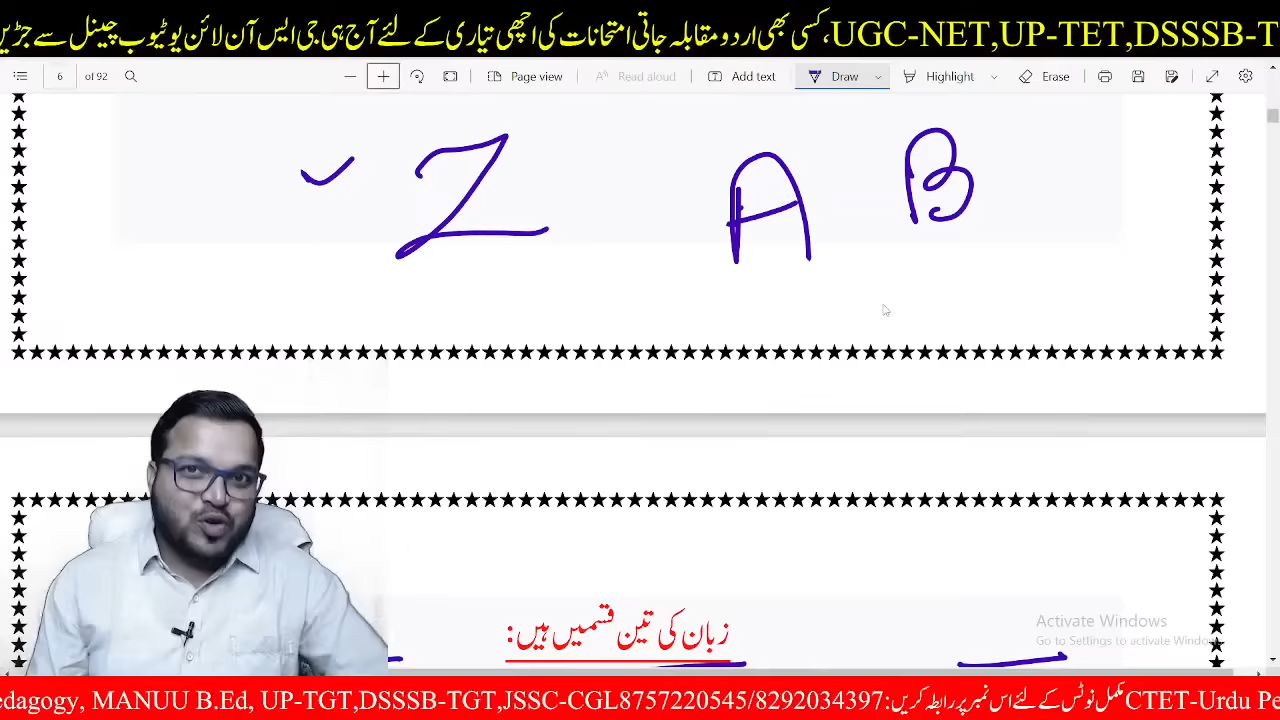 کسی بھی اردو مقابلہ جاتی امتحانات کی اچھی تیاری کے لئے آج ہی جی ایس آن لائن یوٹیوب چینل سے جڑیں ،UGC-NET,UP-TET,DSSSB-T
6 of 92 Page view Read aloud Add text Draw Highlight Erase
Z A B
زبان کی تین قسمیں ہیں:
Activate Windows
Go to Settings to activate Windows
edagogy, MANUU B.Ed, UP-TGT,DSSSB-TGT,JSSC-CGL8757220545/8292034397:مکمل نوٹس کے لئے اس نمبر پر رابطہ کریں CTET-Urdu Pe